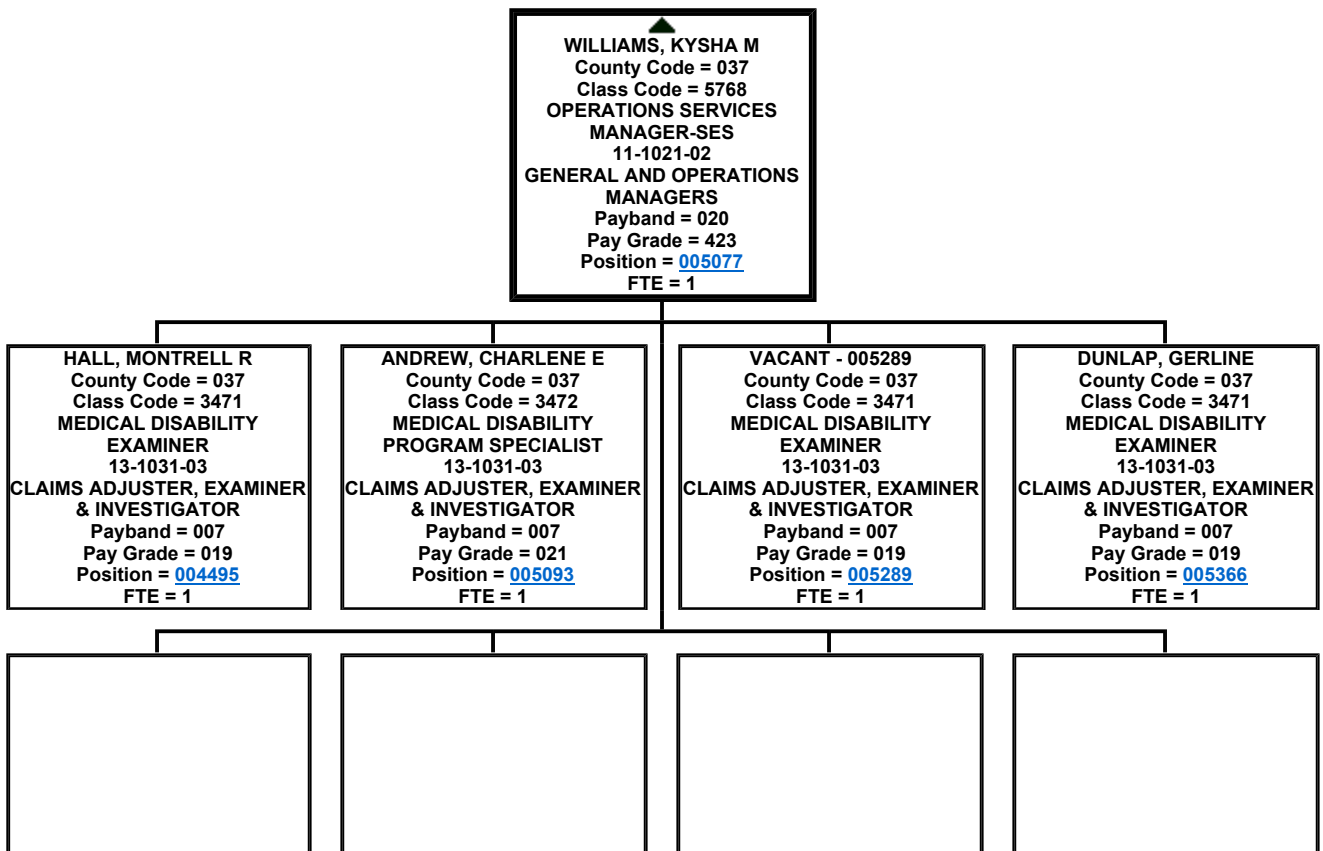 WILLIAMS, KYSHA M
County Code = 037
Class Code = 5768
OPERATIONS SERVICES
MANAGER-SES
11-1021-02
GENERAL AND OPERATIONS
MANAGERS
Payband = 020
Pay Grade = 423
Position = 005077
FTE = 1
HALL, MONTRELL R
County Code = 037
Class Code = 3471
MEDICAL DISABILITY
EXAMINER
13-1031-03
CLAIMS ADJUSTER, EXAMINER
& INVESTIGATOR
Payband = 007
Pay Grade = 019
Position = 004495
FTE = 1
ANDREW, CHARLENE E
County Code = 037
Class Code = 3472
MEDICAL DISABILITY
PROGRAM SPECIALIST
13-1031-03
CLAIMS ADJUSTER, EXAMINER
& INVESTIGATOR
Payband = 007
Pay Grade = 021
Position = 005093
FTE = 1
VACANT - 005289
County Code = 037
Class Code = 3471
MEDICAL DISABILITY
EXAMINER
13-1031-03
CLAIMS ADJUSTER, EXAMINER
& INVESTIGATOR
Payband = 007
Pay Grade = 019
Position = 005289
FTE = 1
DUNLAP, GERLINE
County Code = 037
Class Code = 3471
MEDICAL DISABILITY
EXAMINER
13-1031-03
CLAIMS ADJUSTER, EXAMINER
& INVESTIGATOR
Payband = 007
Pay Grade = 019
Position = 005366
FTE = 1